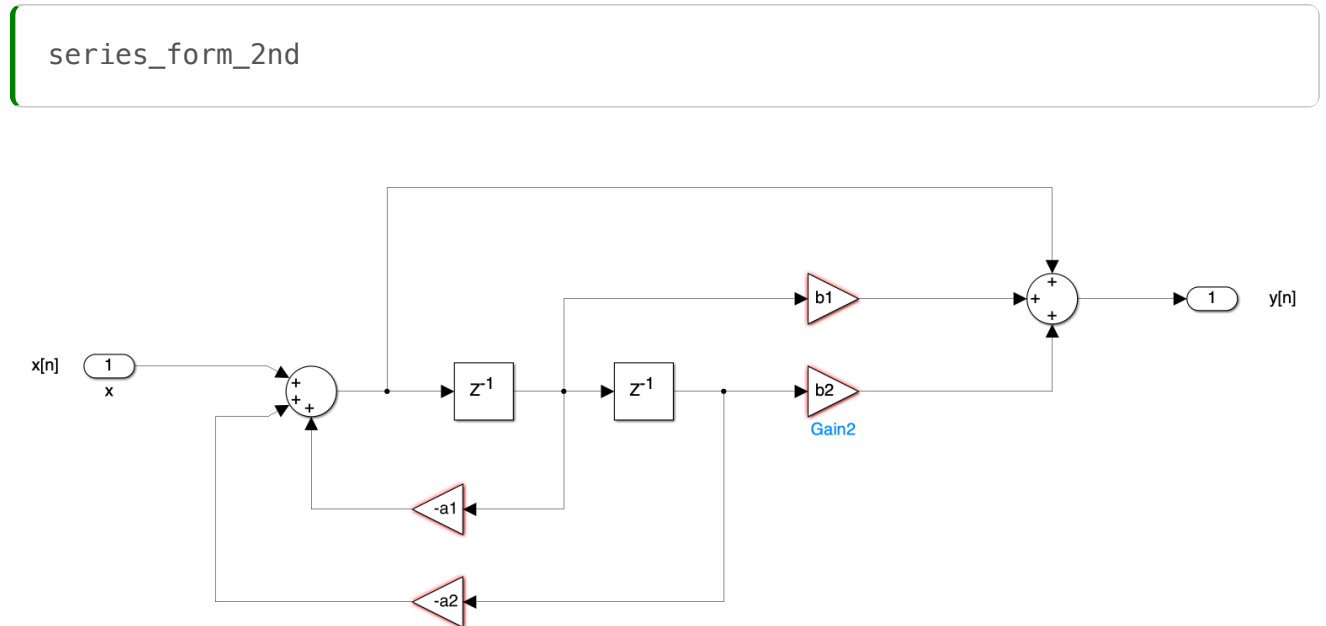 series_form_2nd
b1
1
y[n]
x[n]
1
x
z-1
z-1
b2
Gain2
-a1
-a2
+
+
+
+
+
+